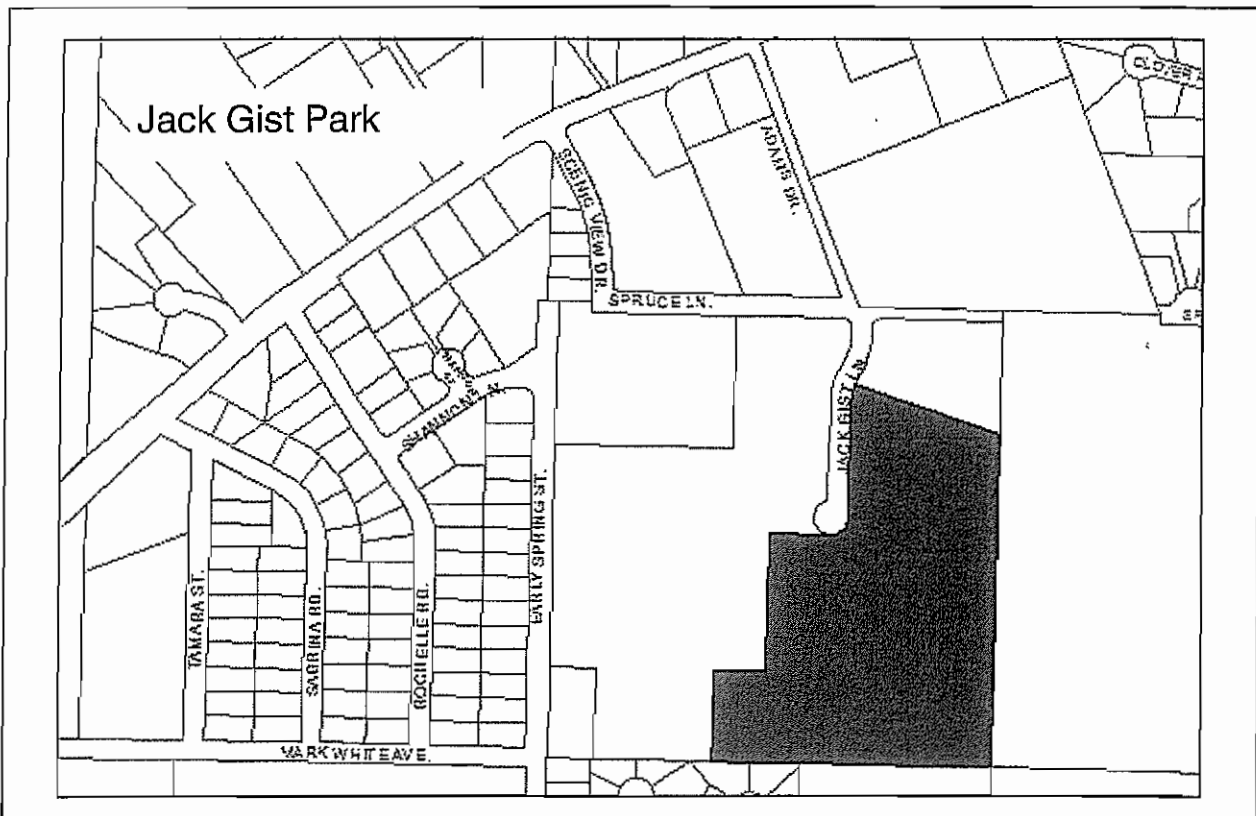 Jack Gist Park
SCENIC VIEW DR.
ADAMS DR.
SPRUCE LN.
JACK GIST LN.
SHANNON LN.
EARLY SPRING ST.
TAMARA ST.
SABRINA RD.
ROCHELLE RD.
MARK WHITE AVE.